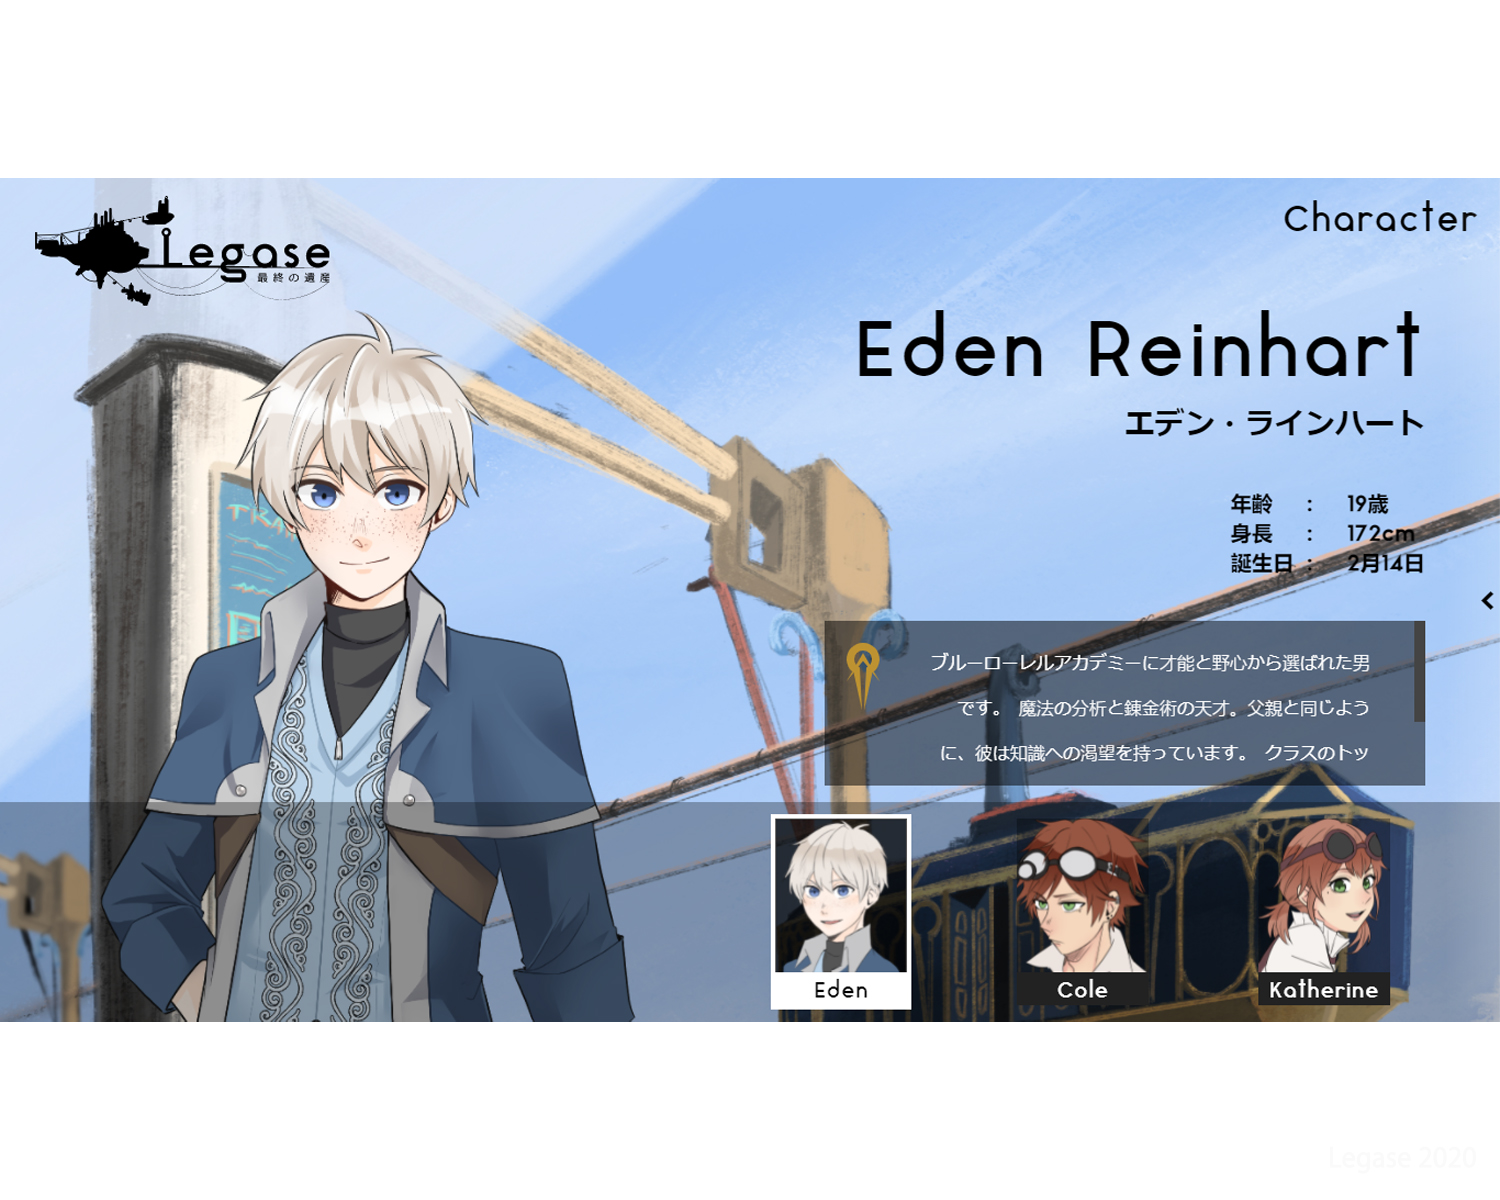 Legase
最終の遺産
Character
Eden Reinhart
エデン・ラインハート
年齢 : 19歳
身長 : 172cm
誕生日 : 2月14日
ブルーローレルアカデミーに才能と野心から選ばれた男
です。 魔法の分析と錬金術の天才。父親と同じよう
に、彼は知識への渇望を持っています。 クラスのトッ
Eden
Cole
Katherine
Legase 2020